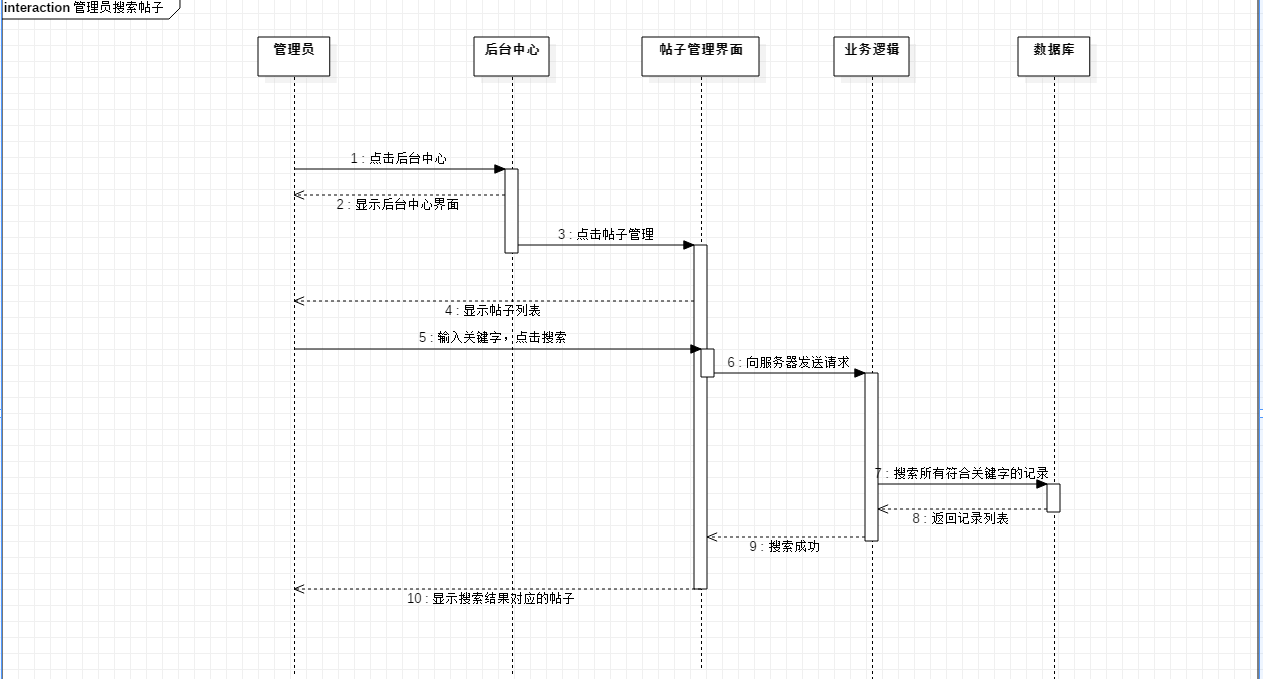 interaction 管理员搜索帖子
管理员
后台中心
帖子管理界面
业务逻辑
数据库
1 : 点击后台中心
2 : 显示后台中心界面
3 : 点击帖子管理
4 : 显示帖子列表
5 : 输入关键字，点击搜索
6 : 向服务器发送请求
7 : 搜索所有符合关键字的记录
8 : 返回记录列表
9 : 搜索成功
10 : 显示搜索结果对应的帖子